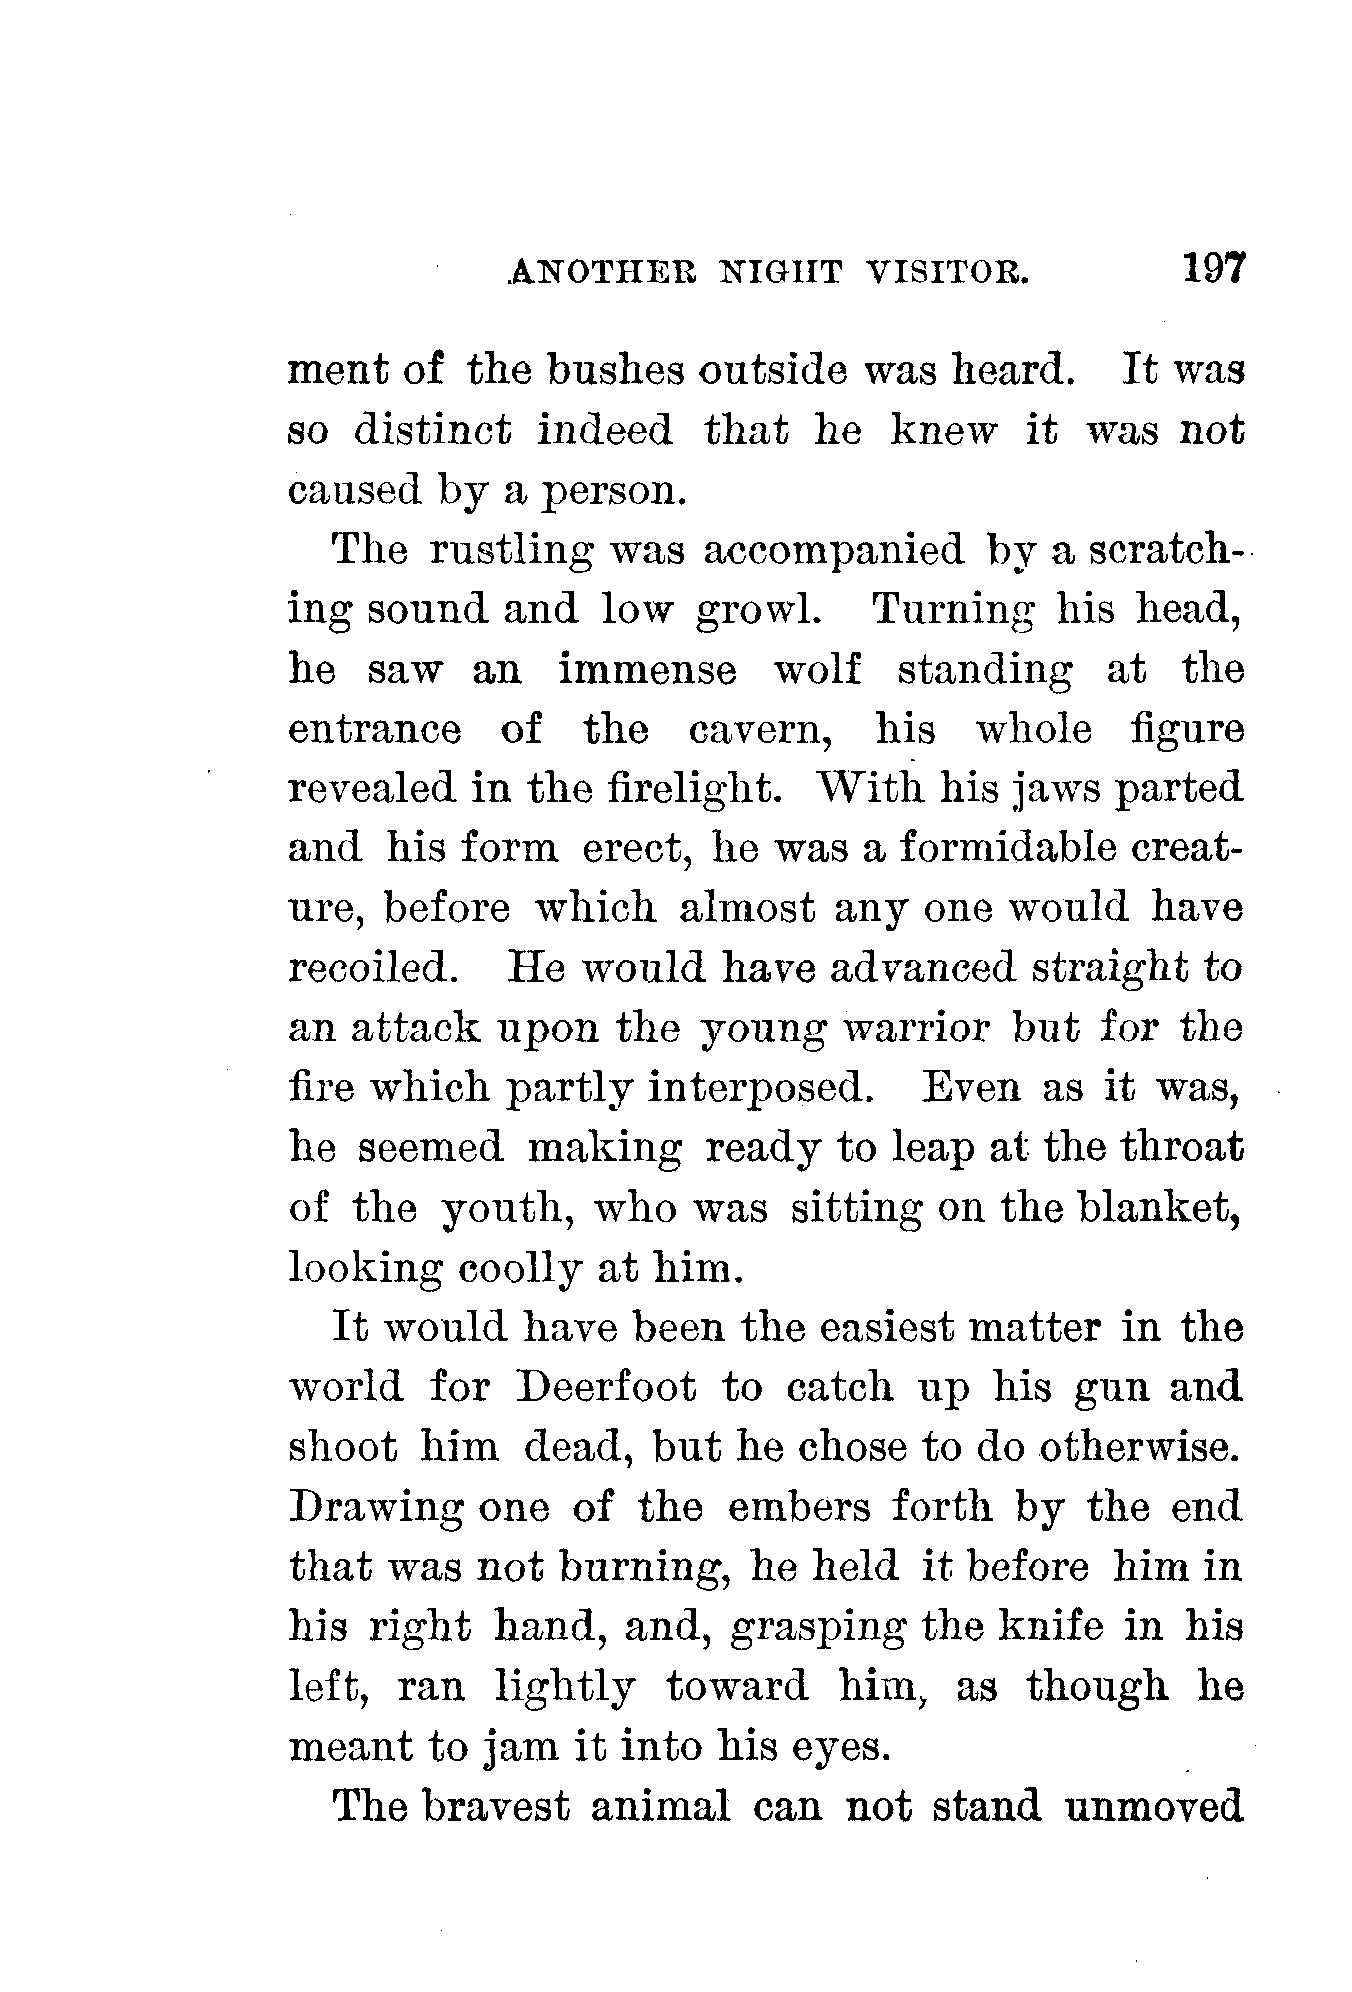 ANOTHER NIGHT VISITOR. 197
ment of the bushes outside was heard. It was
so distinct indeed that he knew it was not
caused by a person.
The rustling was accompanied by a scratch-
ing sound and low growl. Turning his head,
he saw an immense wolf standing at the
entrance of the cavern, his whole figure
revealed in the firelight. With his jaws parted
and his form erect, he was a formidable creat-
ure, before which almost any one would have
recoiled. He would have advanced straight to
an attack upon the young warrior but for the
fire which partly interposed. Even as it was,
he seemed making ready to leap at the throat
of the youth, who was sitting on the blanket,
looking coolly at him.
It would have been the easiest matter in the
world for Deerfoot to catch up his gun and
shoot him dead, but he chose to do otherwise.
Drawing one of the embers forth by the end
that was not burning, he held it before him in
his right hand, and, grasping the knife in his
left, ran lightly toward him, as though he
meant to jam it into his eyes.
The bravest animal can not stand unmoved